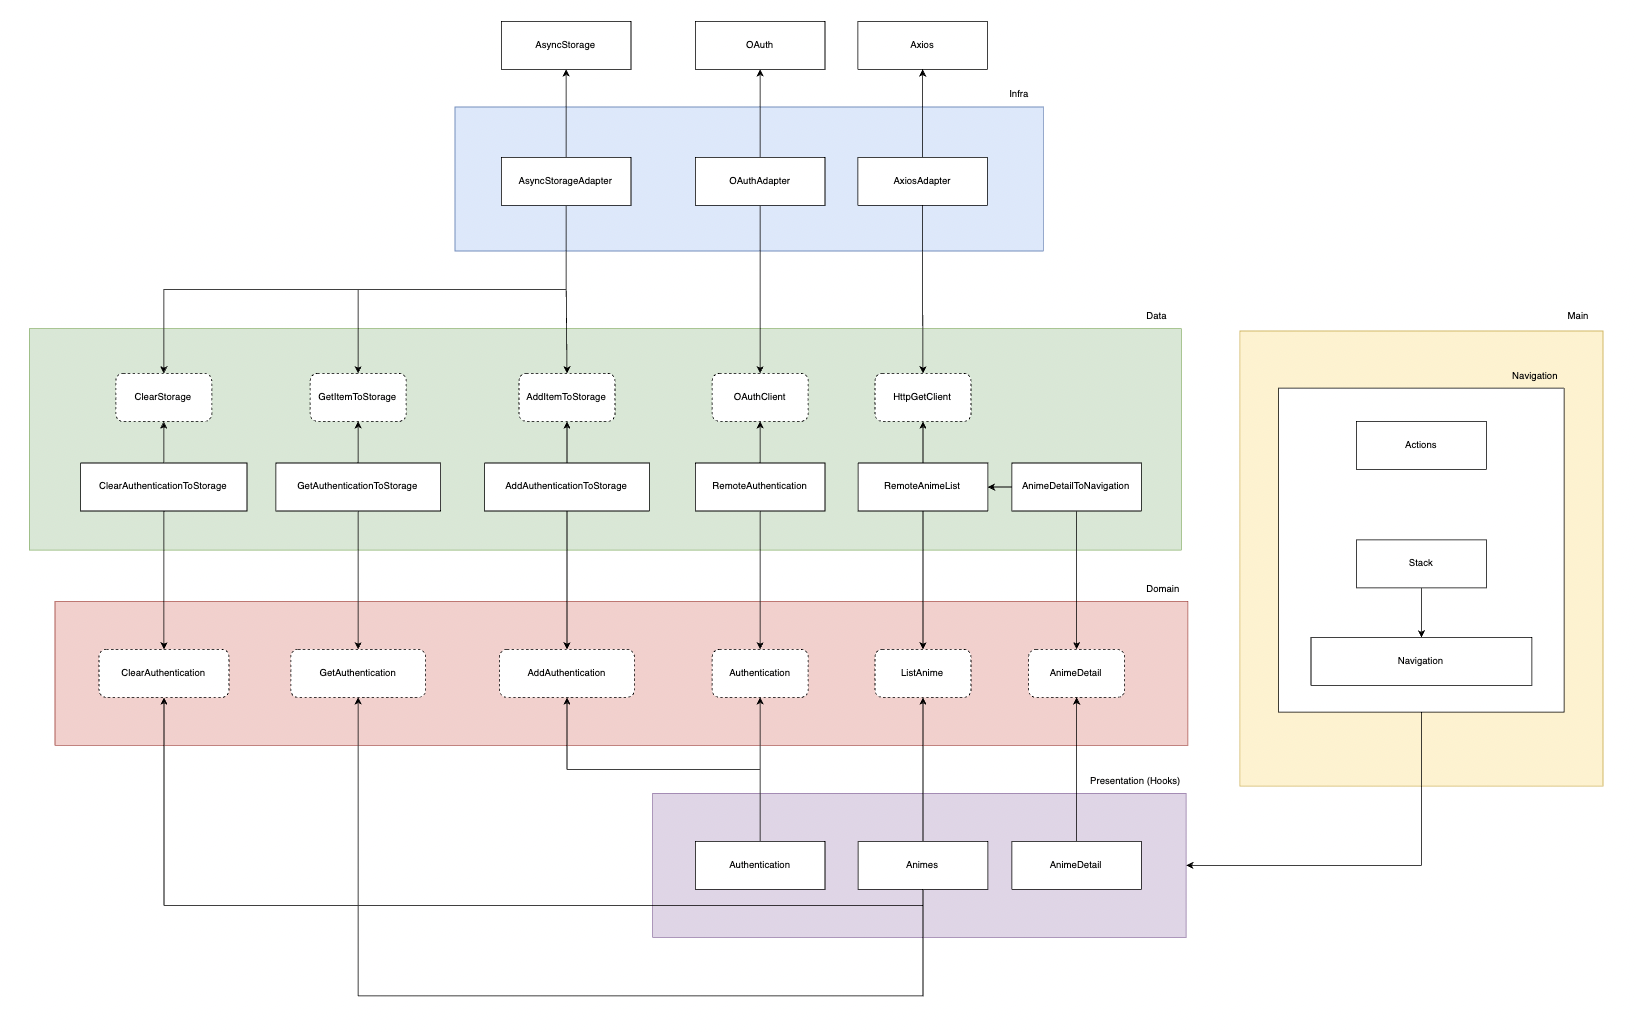 AsyncStorage
OAuth
Axios
Infra
AsyncStorageAdapter
OAuthAdapter
AxiosAdapter
Data
Main
ClearStorage
GetItemToStorage
AddItemToStorage
OAuthClient
HttpGetClient
Navigation
Actions
ClearAuthenticationToStorage
GetAuthenticationToStorage
AddAuthenticationToStorage
RemoteAuthentication
RemoteAnimeList
AnimeDetailToNavigation
Stack
Domain
Navigation
ClearAuthentication
GetAuthentication
AddAuthentication
Authentication
ListAnime
AnimeDetail
Presentation (Hooks)
Authentication
Animes
AnimeDetail